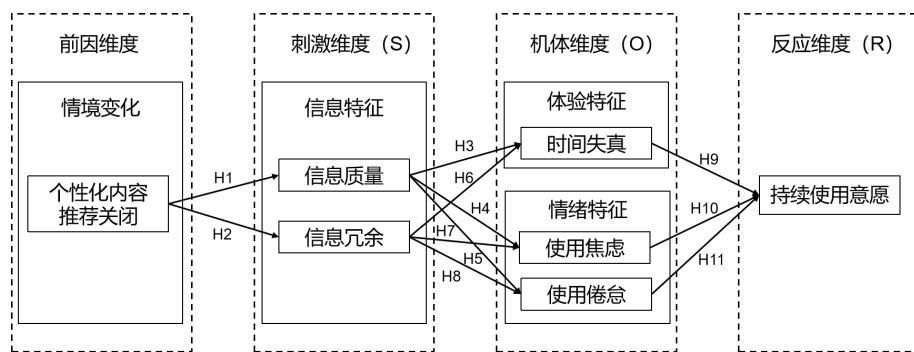 前因维度
情境变化
个性化内容
推荐关闭
H1
H2
刺激维度（S）
信息特征
信息质量
信息冗余
H3
H6
H4
H7
H5
H8
机体维度（O）
体验特征
时间失真
情绪特征
使用焦虑
使用倦怠
H9
H10
H11
反应维度（R）
持续使用意愿